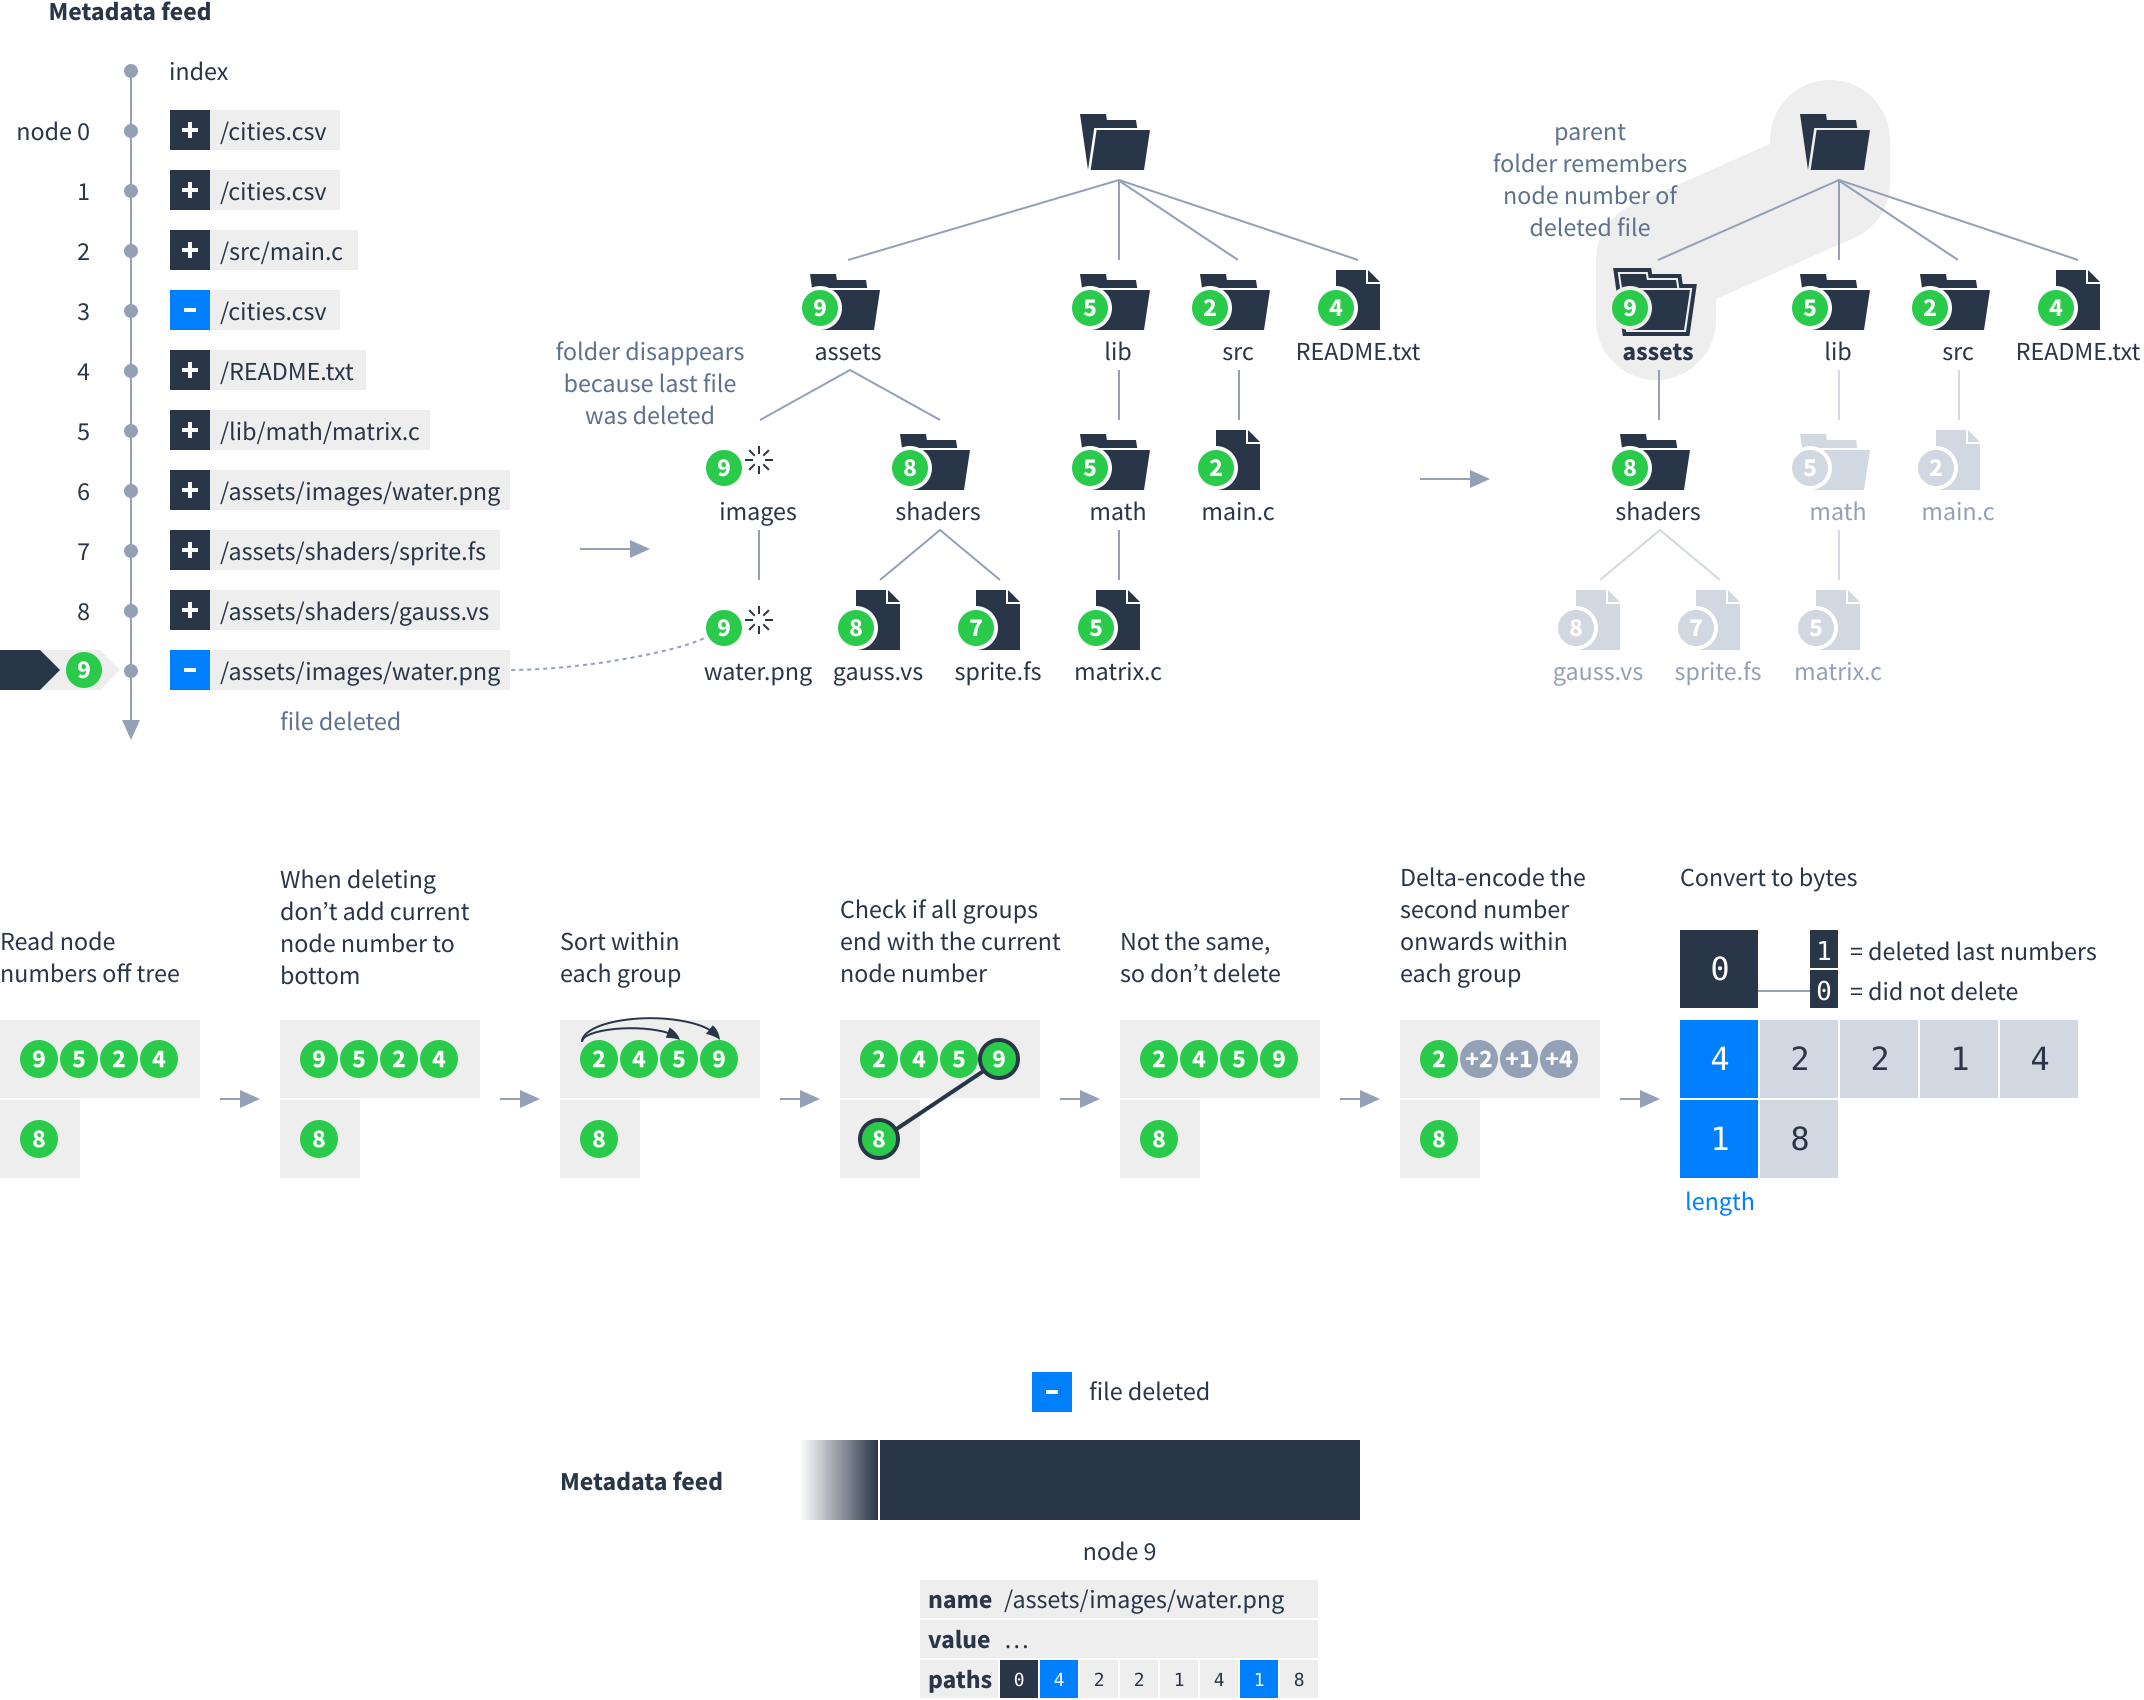 Metadata feed
index
node 0 + /cities.csv
1 + /cities.csv
2 + /src/main.c
3 - /cities.csv
4 + /README.txt
5 + /lib/math/matrix.c
6 + /assets/images/water.png
7 + /assets/shaders/sprite.fs
8 + /assets/shaders/gauss.vs
9 - /assets/images/water.png
file deleted
folder disappears
because last file
was deleted
9 5 2 4
assets lib src README.txt
9 8 5 2
images shaders math main.c
9 8 7 5
water.png gauss.vs sprite.fs matrix.c
parent
folder remembers
node number of
deleted file
9 5 2 4
assets lib src README.txt
8 5 2
shaders math main.c
8 7 5
gauss.vs sprite.fs matrix.c
Read node
numbers off tree
9 5 2 4
8
When deleting
don’t add current
node number to
bottom
9 5 2 4
8
Sort within
each group
2 4 5 9
8
Check if all groups
end with the current
node number
2 4 5 9
8
Not the same,
so don’t delete
2 4 5 9
8
Delta-encode the
second number
onwards within
each group
2 +2 +1 +4
8
Convert to bytes
0
1 = deleted last numbers
0 = did not delete
4 2 2 1 4
1 8
length
- file deleted
Metadata feed
node 9
name /assets/images/water.png
value …
paths 0 4 2 2 1 4 1 8